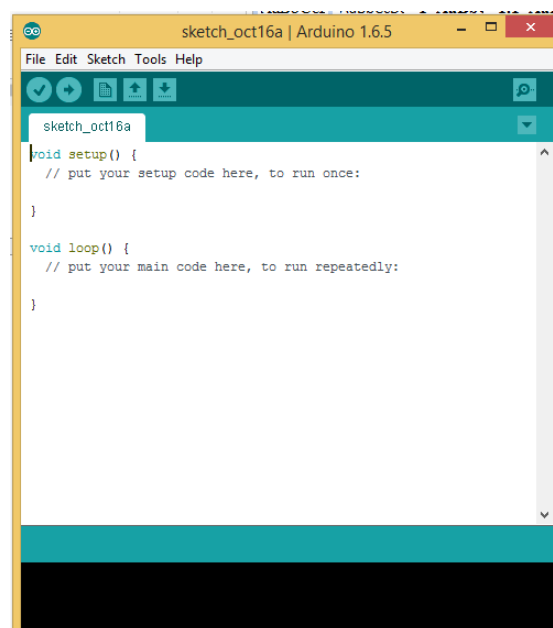 sketch_oct16a | Arduino 1.6.5
File Edit Sketch Tools Help
sketch_oct16a
void setup() {
  // put your setup code here, to run once:
}
void loop() {
  // put your main code here, to run repeatedly:
}